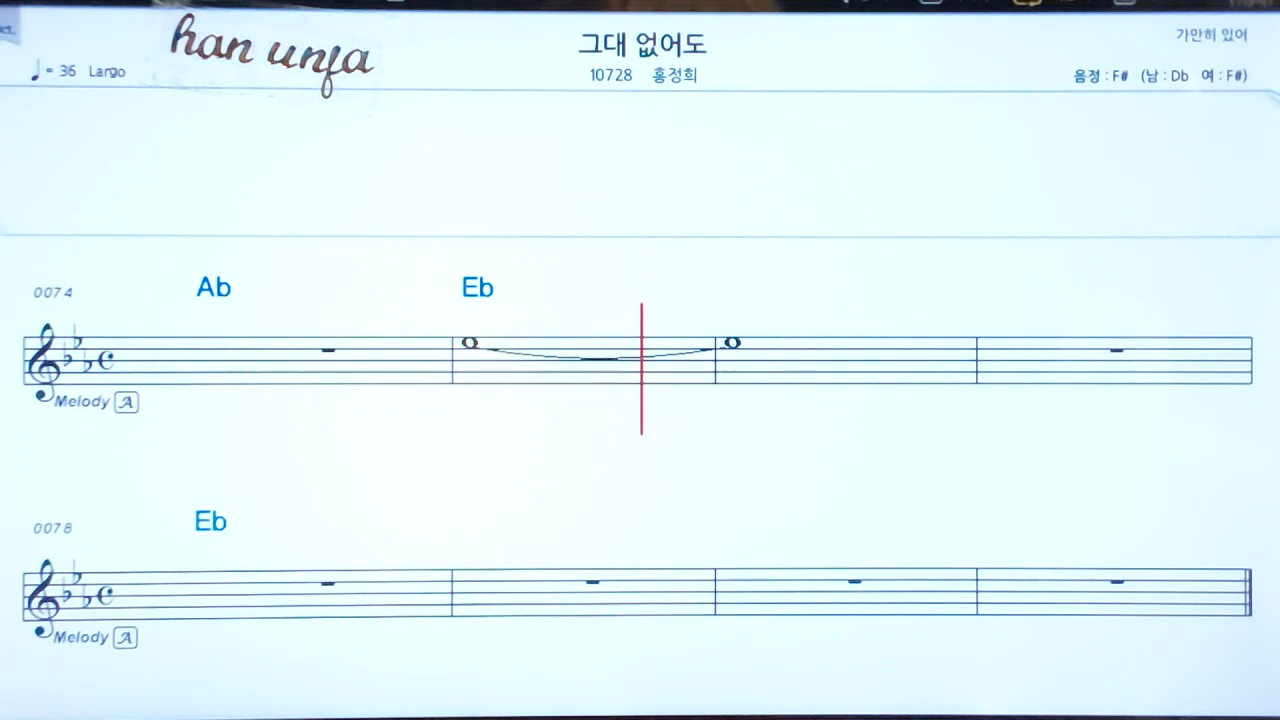 han unfa
그대 없어도
가만히 있어
♩= 36 Largo
10728 홍정희
음정 : F# (남 : Db 여 : F#)
0074 Ab Eb
Melody A
0078 Eb
Melody A